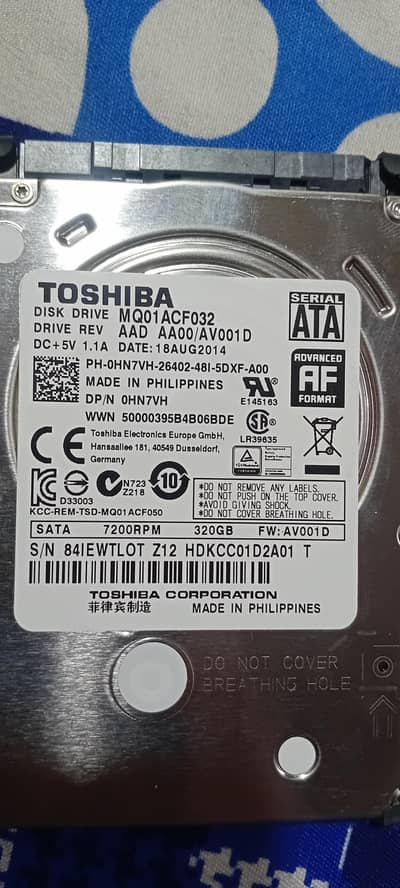 TOSHIBA
DISK DRIVE MQ01ACF032
DRIVE REV AAD AA00/AV001D
DC+5V 1.1A DATE:18AUG2014
SERIAL
ATA
ADVANCED
AF
FORMAT
PH-0HN7VH-26402-48I-5DXF-A00
MADE IN PHILIPPINES
DP/N 0HN7VH
E145163
WWN 50000395B4B06BDE
LR39635
CE
Toshiba Electronics Europe GmbH,
Hansaallee 181, 40549 Dusseldorf,
Germany
D33003
N723
Z218
10
KCC-REM-TSD-MQ01ACF050
*DO NOT REMOVE ANY LABELS.
*DO NOT PUSH ON THE TOP COVER.
*AVOID GIVING SHOCK.
*DO NOT COVER BREATHING HOLE.
SATA 7200RPM 320GB FW:AV001D
S/N 84IEWTLOT Z12 HDKCC01D2A01 T
TOSHIBA CORPORATION
菲律宾制造 MADE IN PHILIPPINES
DO NOT COVER
BREATHING HOLE